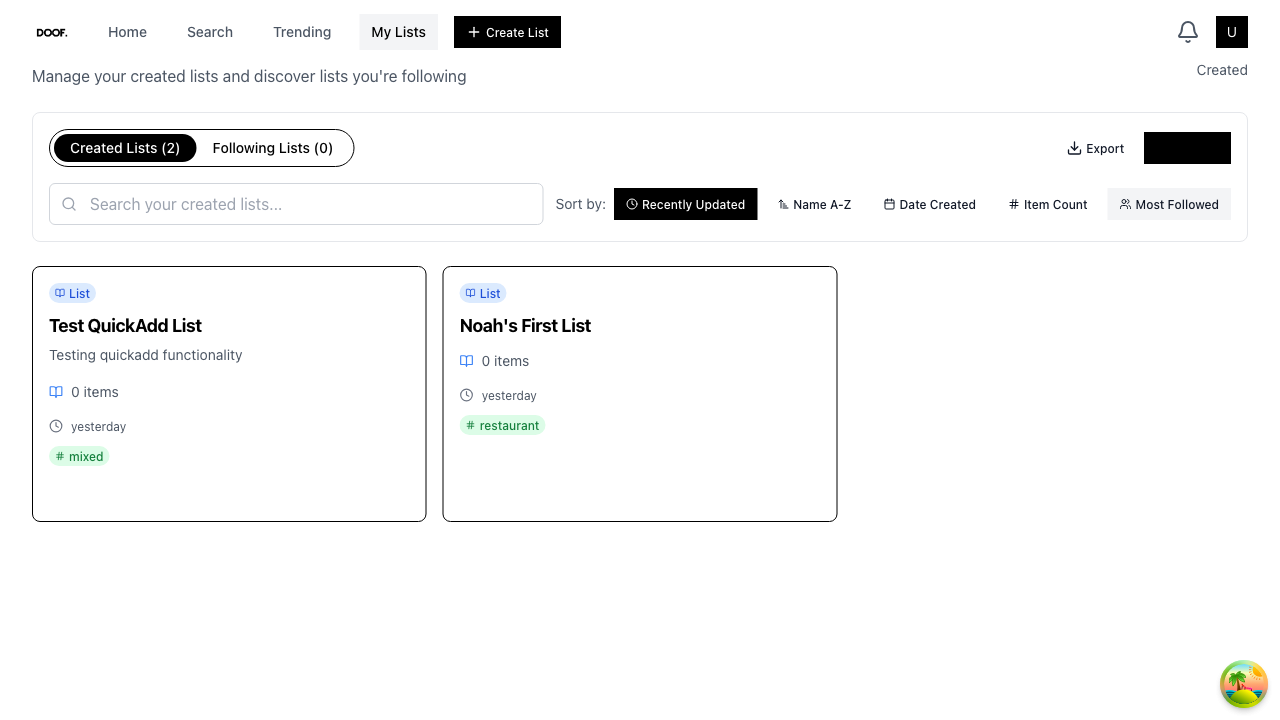 DOOF.
Home
Search
Trending
My Lists
Create List
U
Manage your created lists and discover lists you're following
Created
Created Lists (2)
Following Lists (0)
Export
Search your created lists...
Sort by:
Recently Updated
Name A-Z
Date Created
# Item Count
Most Followed
List
Test QuickAdd List
Testing quickadd functionality
0 items
yesterday
# mixed
List
Noah's First List
0 items
yesterday
# restaurant